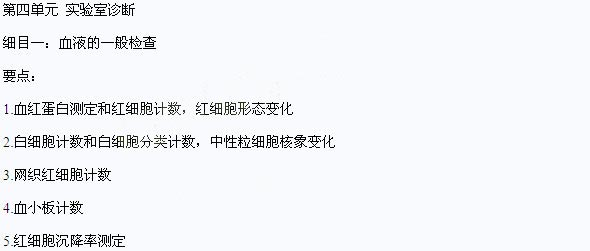 第四单元 实验室诊断
细目一：血液的一般检查
要点：
1.血红蛋白测定和红细胞计数，红细胞形态变化
2.白细胞计数和白细胞分类计数，中性粒细胞核象变化
3.网织红细胞计数
4.血小板计数
5.红细胞沉降率测定